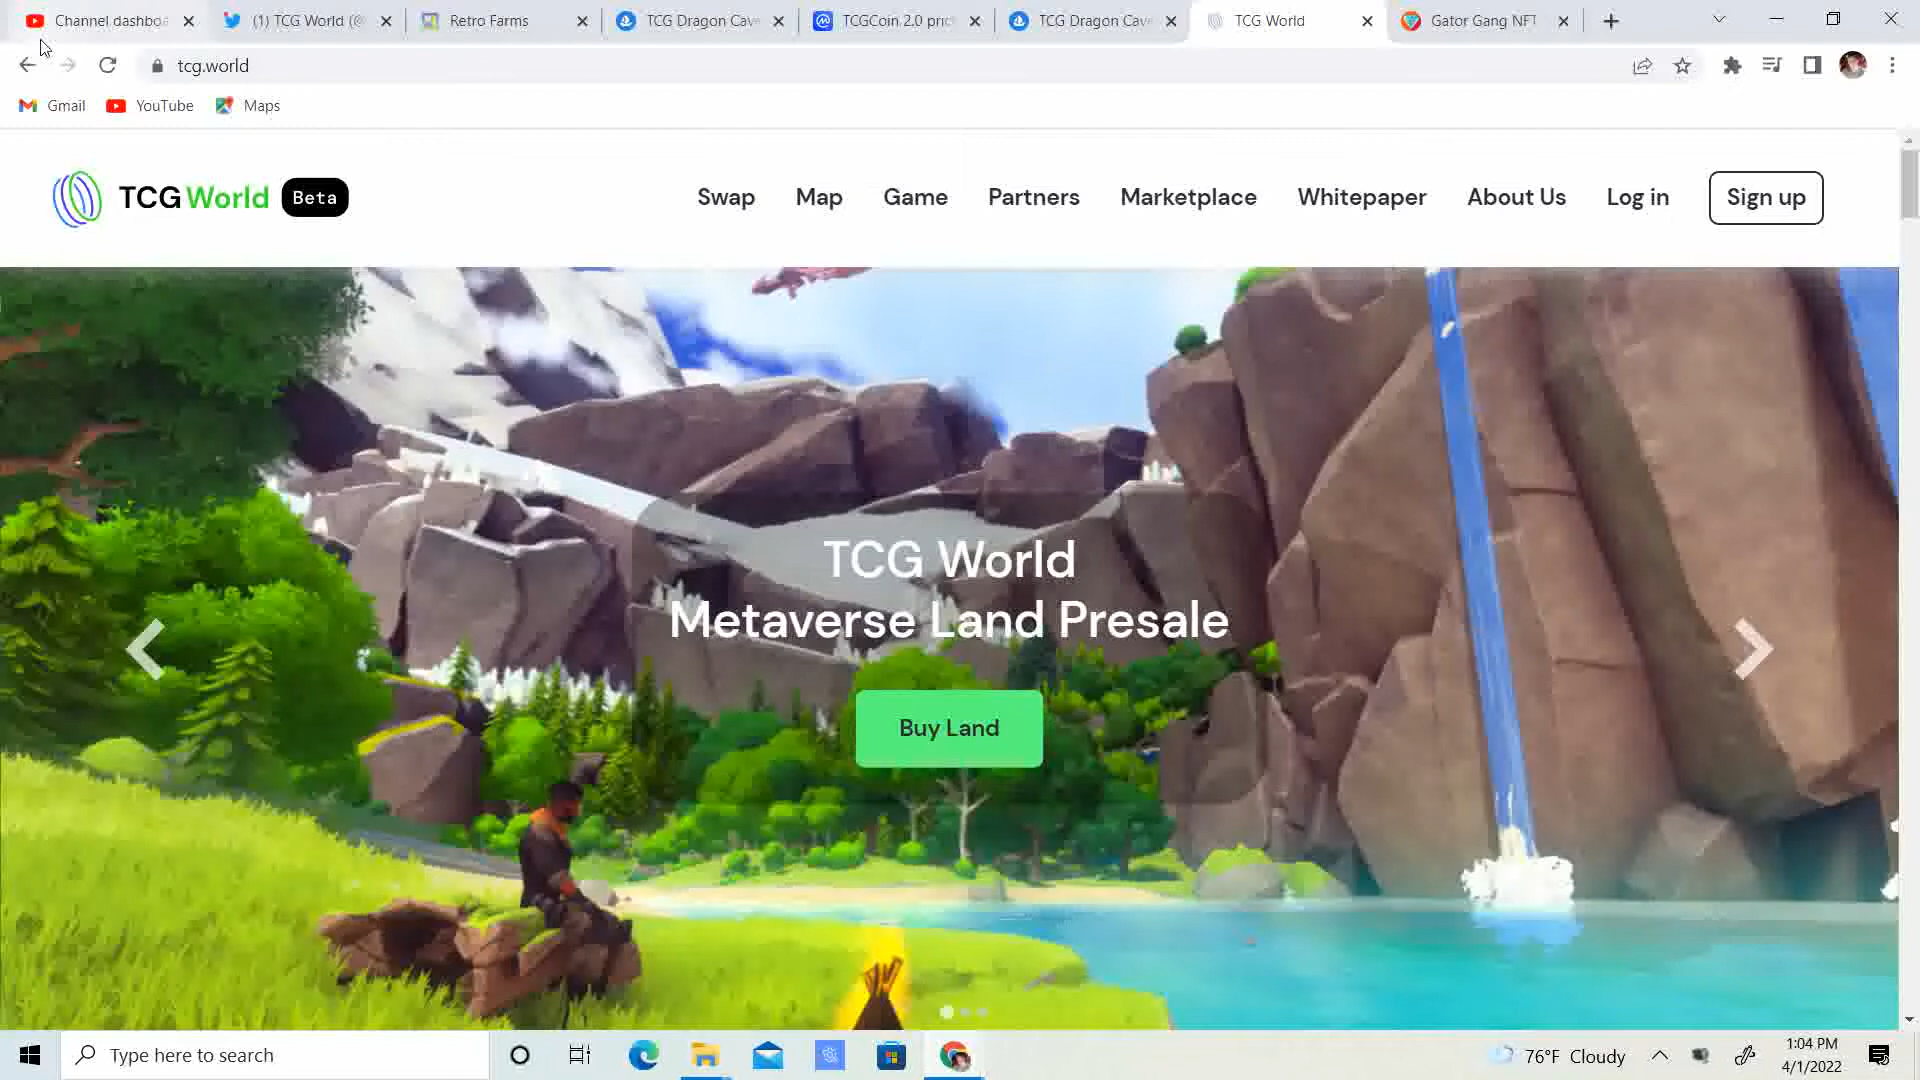 Channel dashboa
(1) TCG World (@
Retro Farms
TCG Dragon Cave
TCGCoin 2.0 pric
TCG Dragon Cave
TCG World
Gator Gang NFT
tcg.world
Gmail
YouTube
Maps
TCG World Beta
Swap
Map
Game
Partners
Marketplace
Whitepaper
About Us
Log in
Sign up
TCG World
Metaverse Land Presale
Buy Land
Type here to search
76°F Cloudy
1:04 PM
4/1/2022